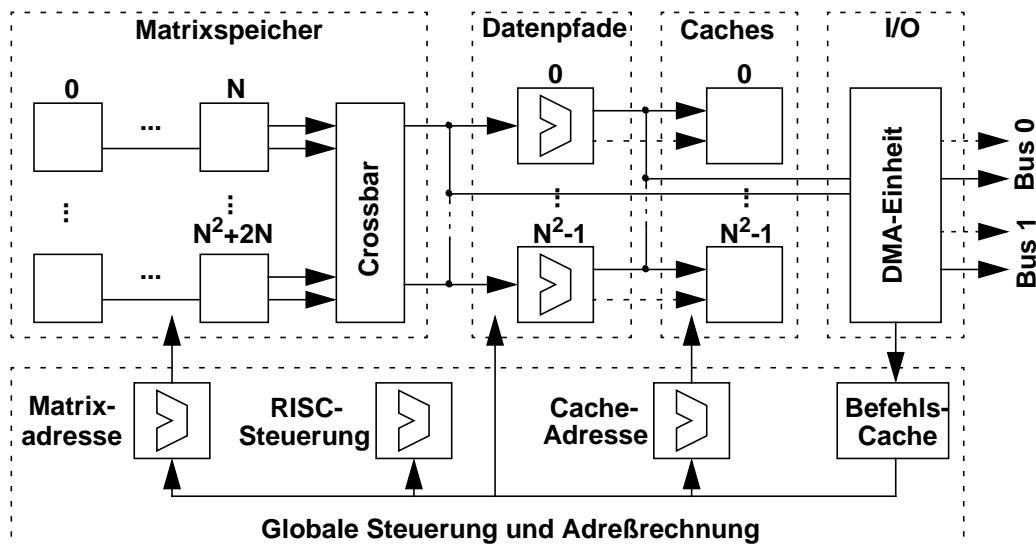 Matrixspeicher
Datenpfade
Caches
I/O
0
N
0
0
...
Crossbar
DMA-Einheit
Bus 0
...
...
...
...
N²+2N
N²-1
N²-1
Bus 1
...
Matrix-
adresse
RISC-
Steuerung
Cache-
Adresse
Befehls-
Cache
Globale Steuerung und Adreßrechnung